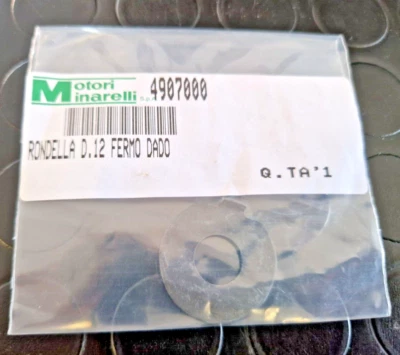 Motori Minarelli S.p.A. 4907000
RONDELLA D.12 FERMO DADO
Q.TA'1